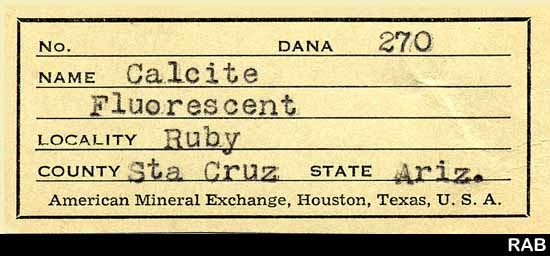 No. DANA 270
NAME Calcite
Fluorescent
LOCALITY Ruby
COUNTY Sta Cruz STATE Ariz.
American Mineral Exchange, Houston, Texas, U. S. A.
RAB